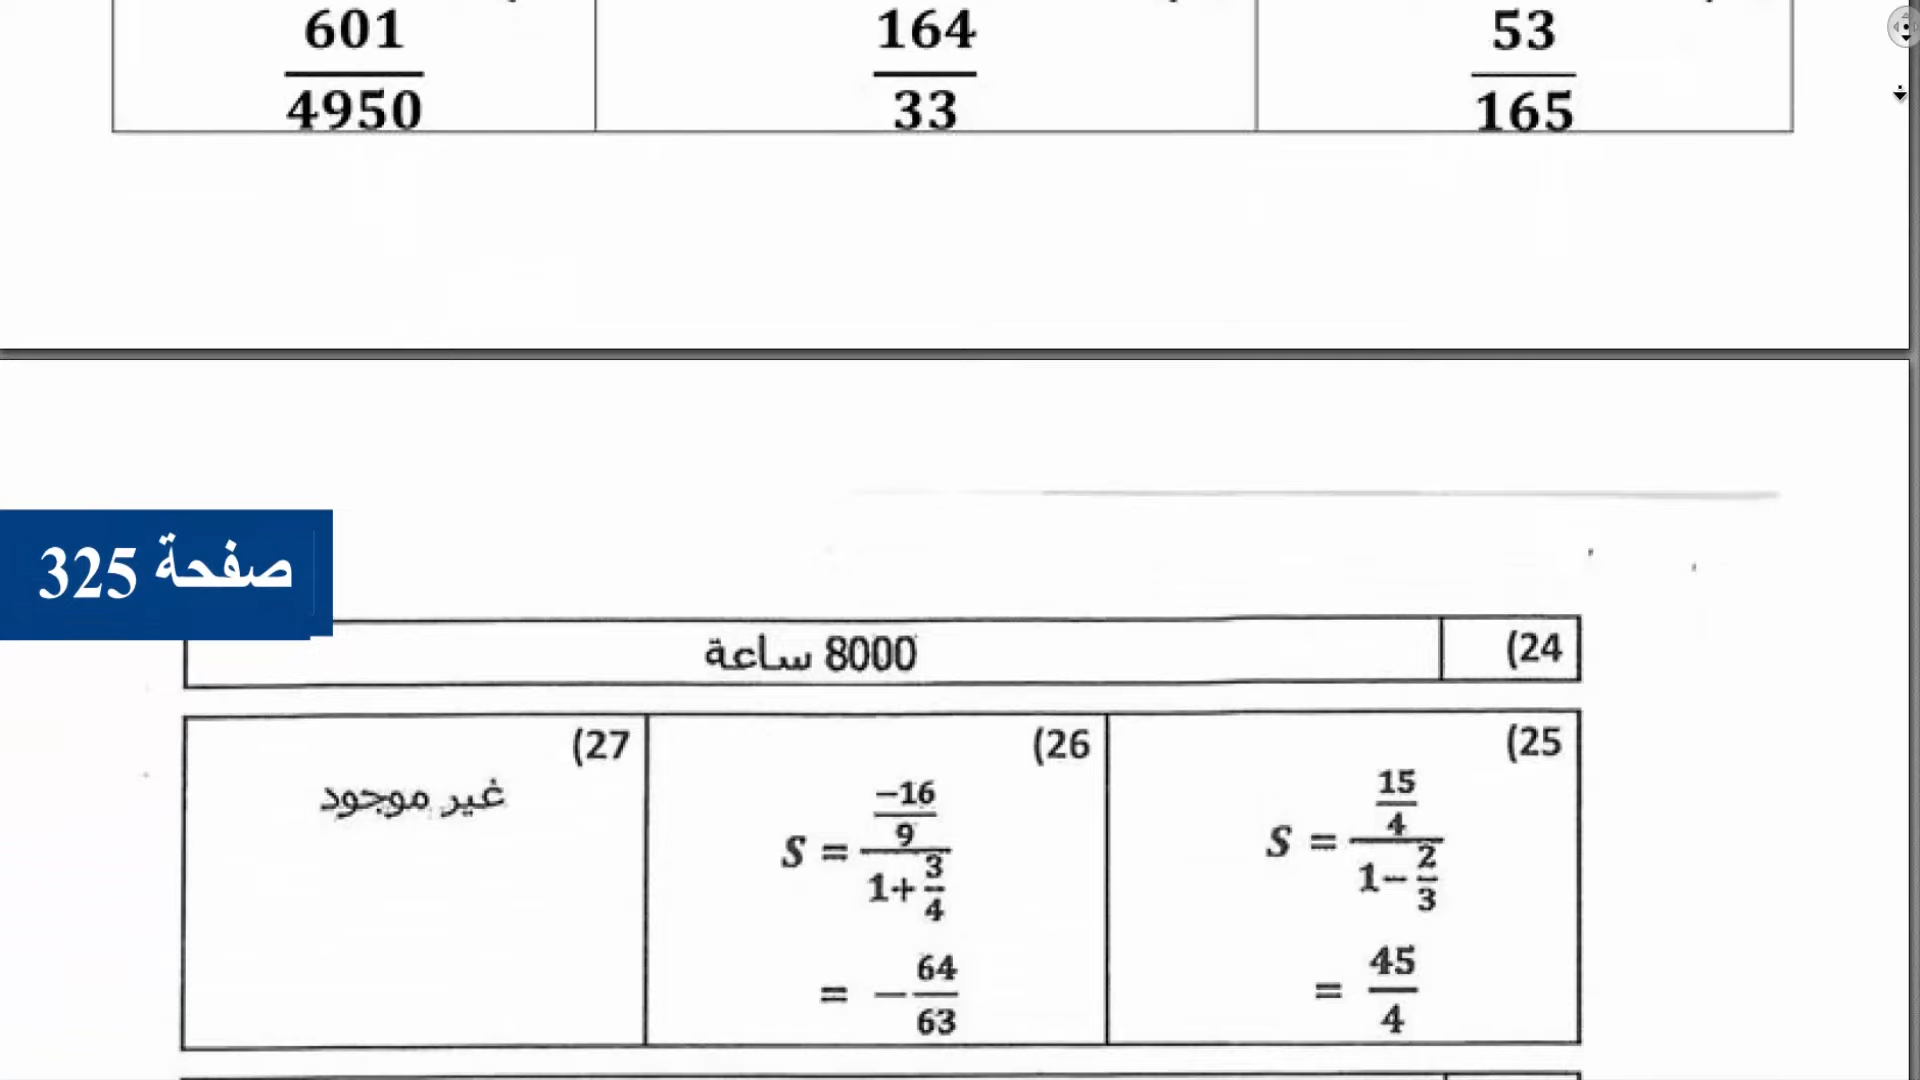 53/165
164/33
601/4950
صفحة 325
(24
8000 ساعة
(25
S = (15/4)/(1-2/3)
= 45/4
(26
S = (-16/9)/(1+3/4)
= -64/63
(27
غير موجود